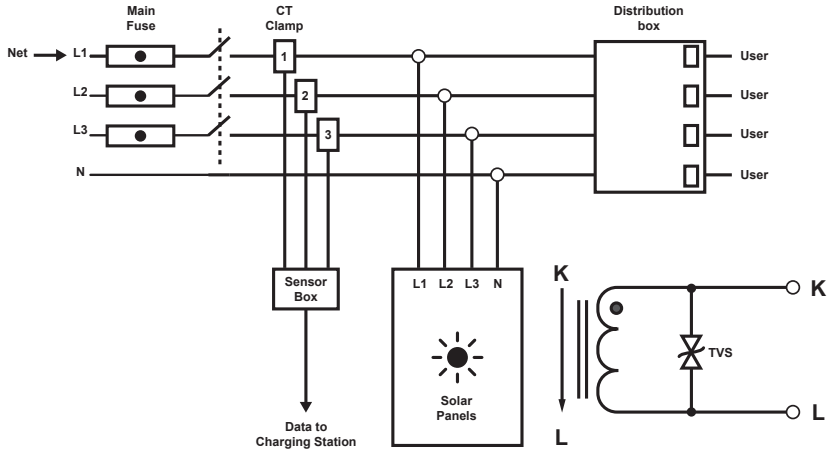 Main
Fuse
CT
Clamp
Distribution
box
Net
L1
1
User
L2
2
User
L3
3
User
N
User
Sensor
Box
L1 L2 L3 N
Solar
Panels
Data to
Charging Station
K
L
TVS
K
L